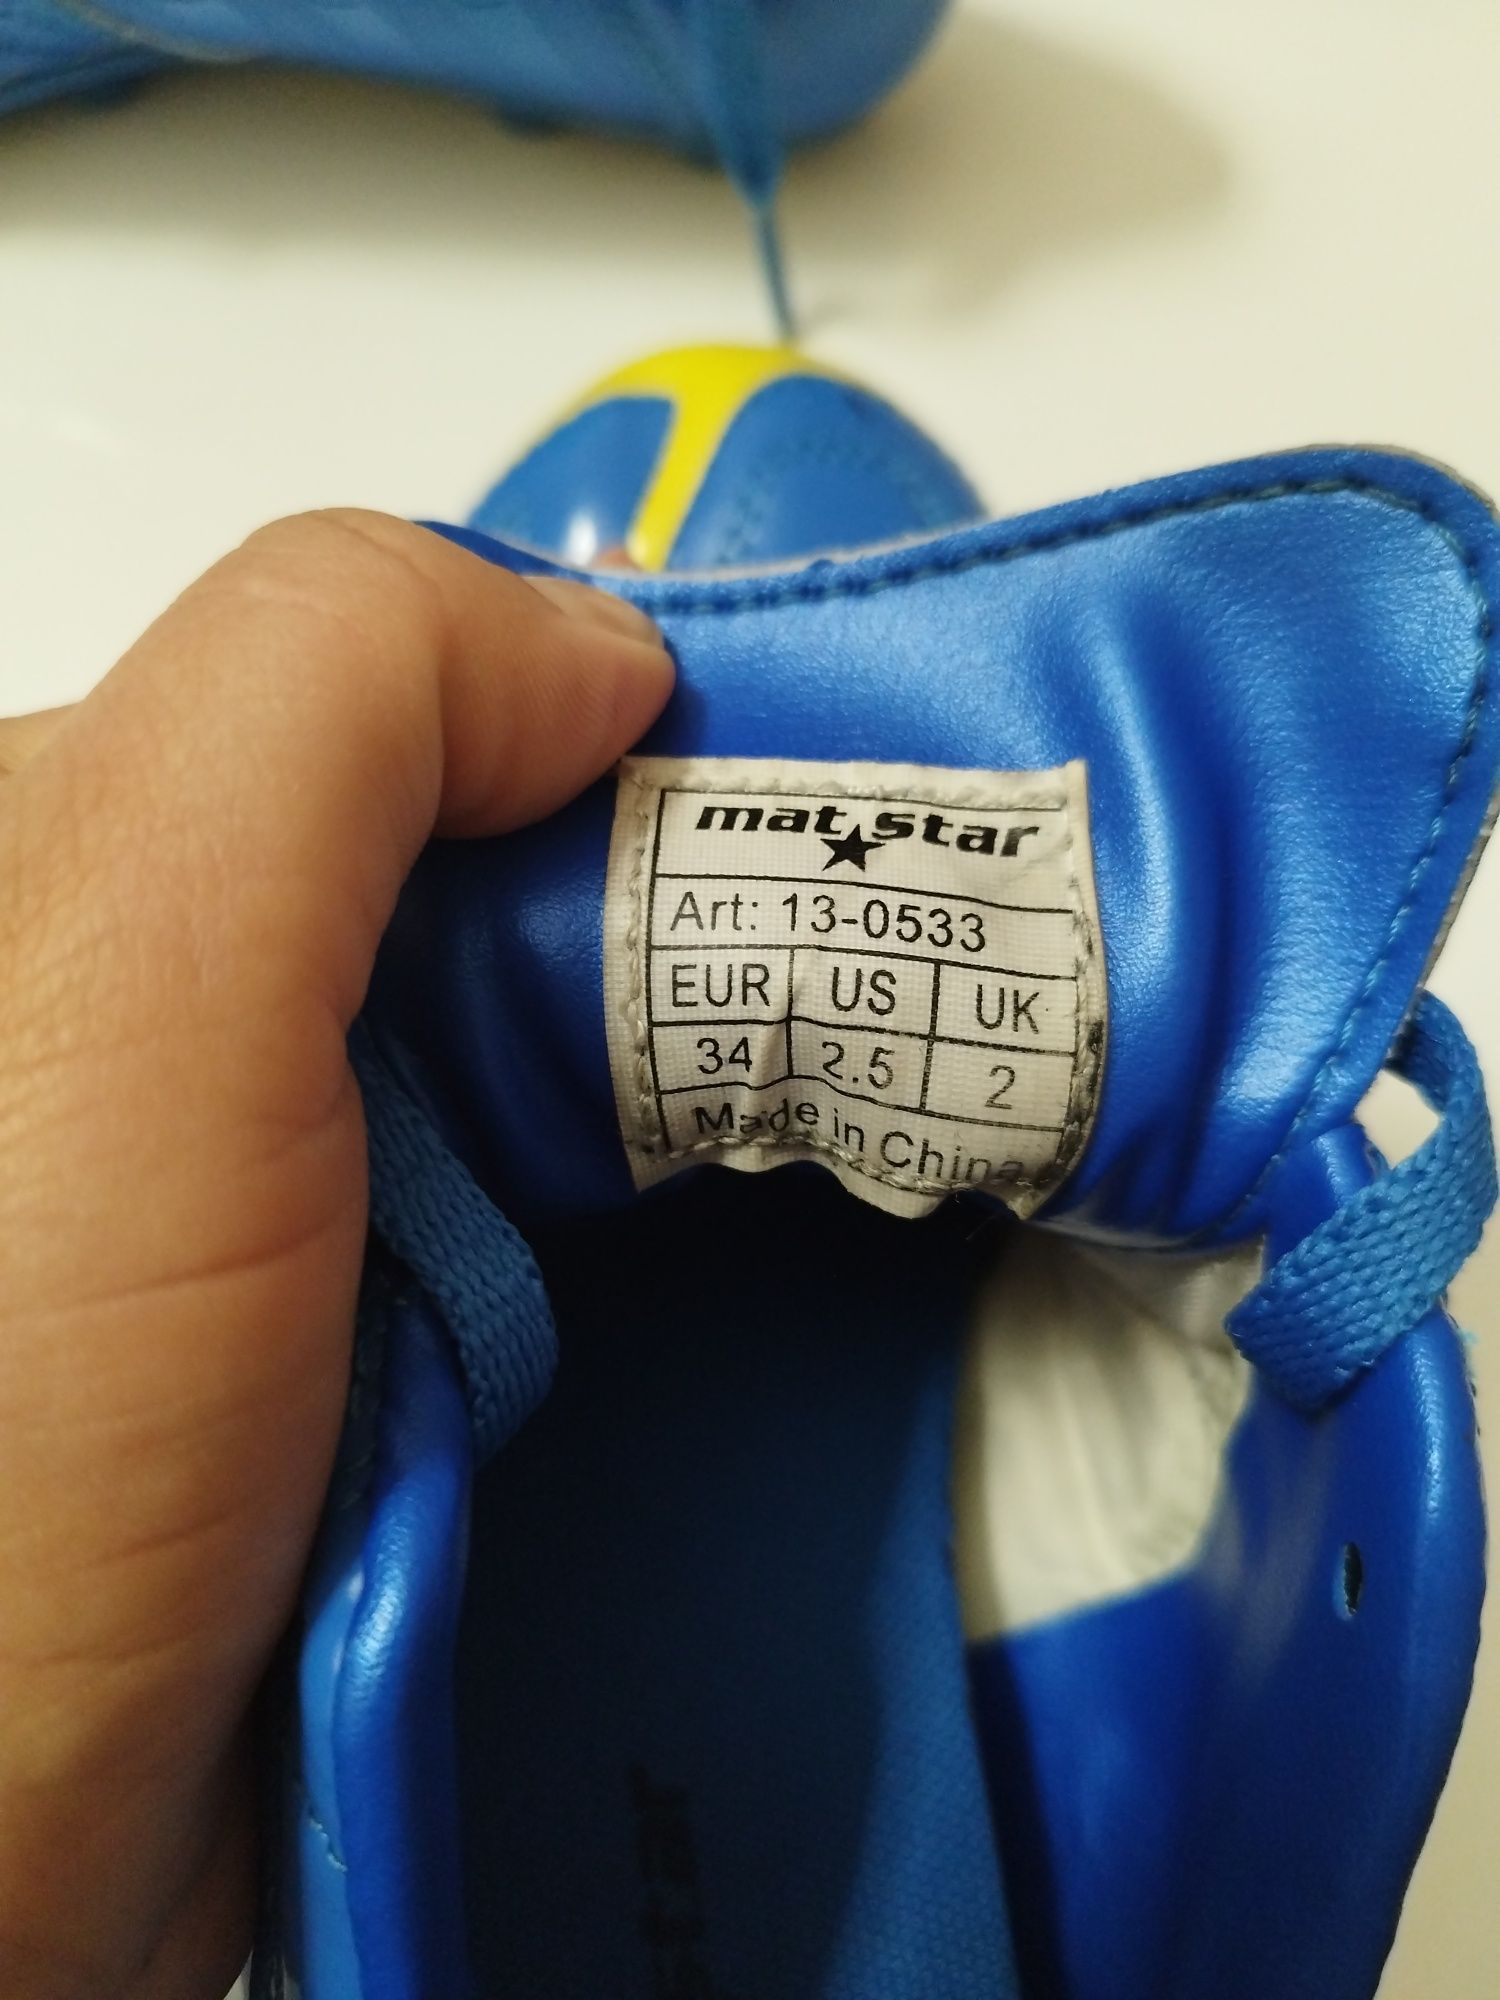 mat star
Art: 13-0533
EUR US UK
34 2.5 2
Made in China